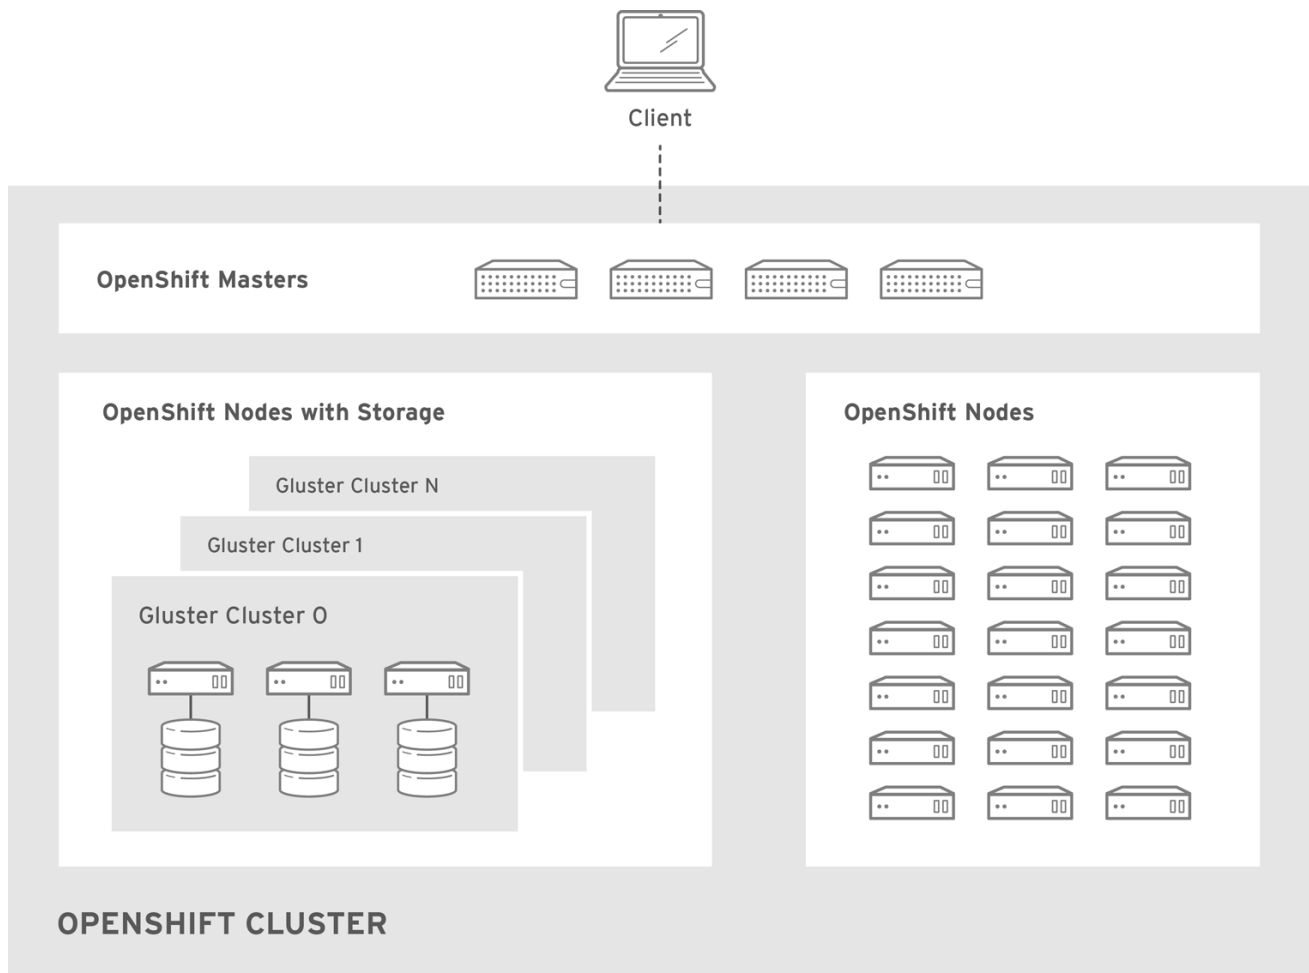 Client
OpenShift Masters
OpenShift Nodes with Storage
Gluster Cluster N
Gluster Cluster 1
Gluster Cluster 0
OpenShift Nodes
OPENSHIFT CLUSTER